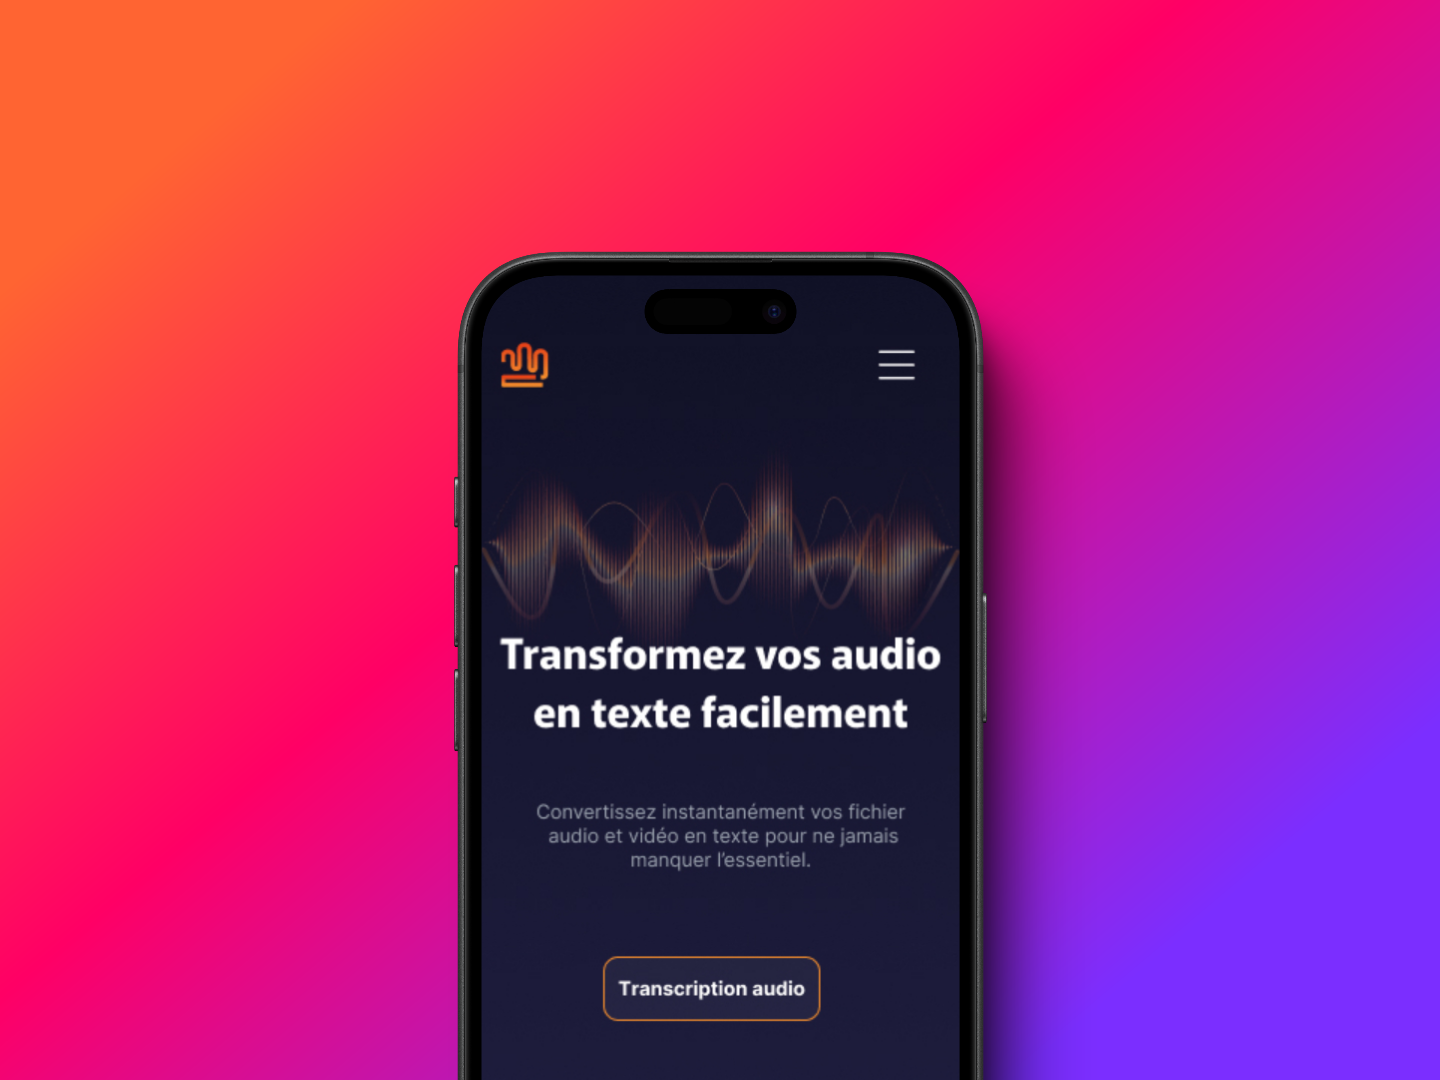 Transformez vos audio
en texte facilement
Convertissez instantanément vos fichier
audio et vidéo en texte pour ne jamais
manquer l'essentiel.
Transcription audio